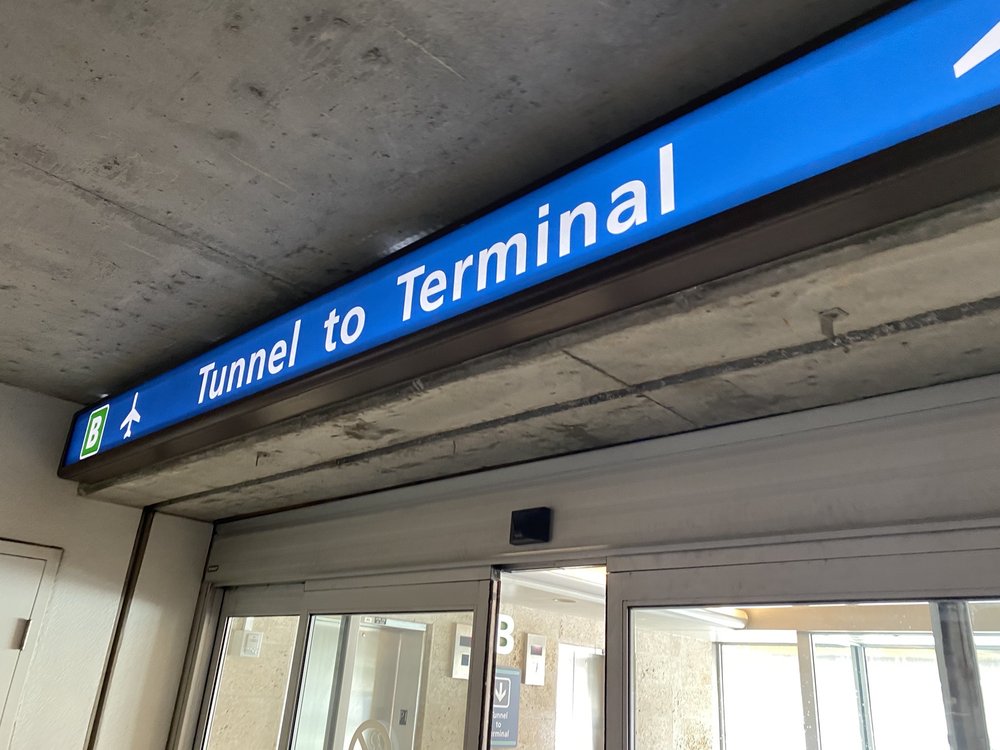 B Tunnel to Terminal
B
Tunnel
to
Terminal